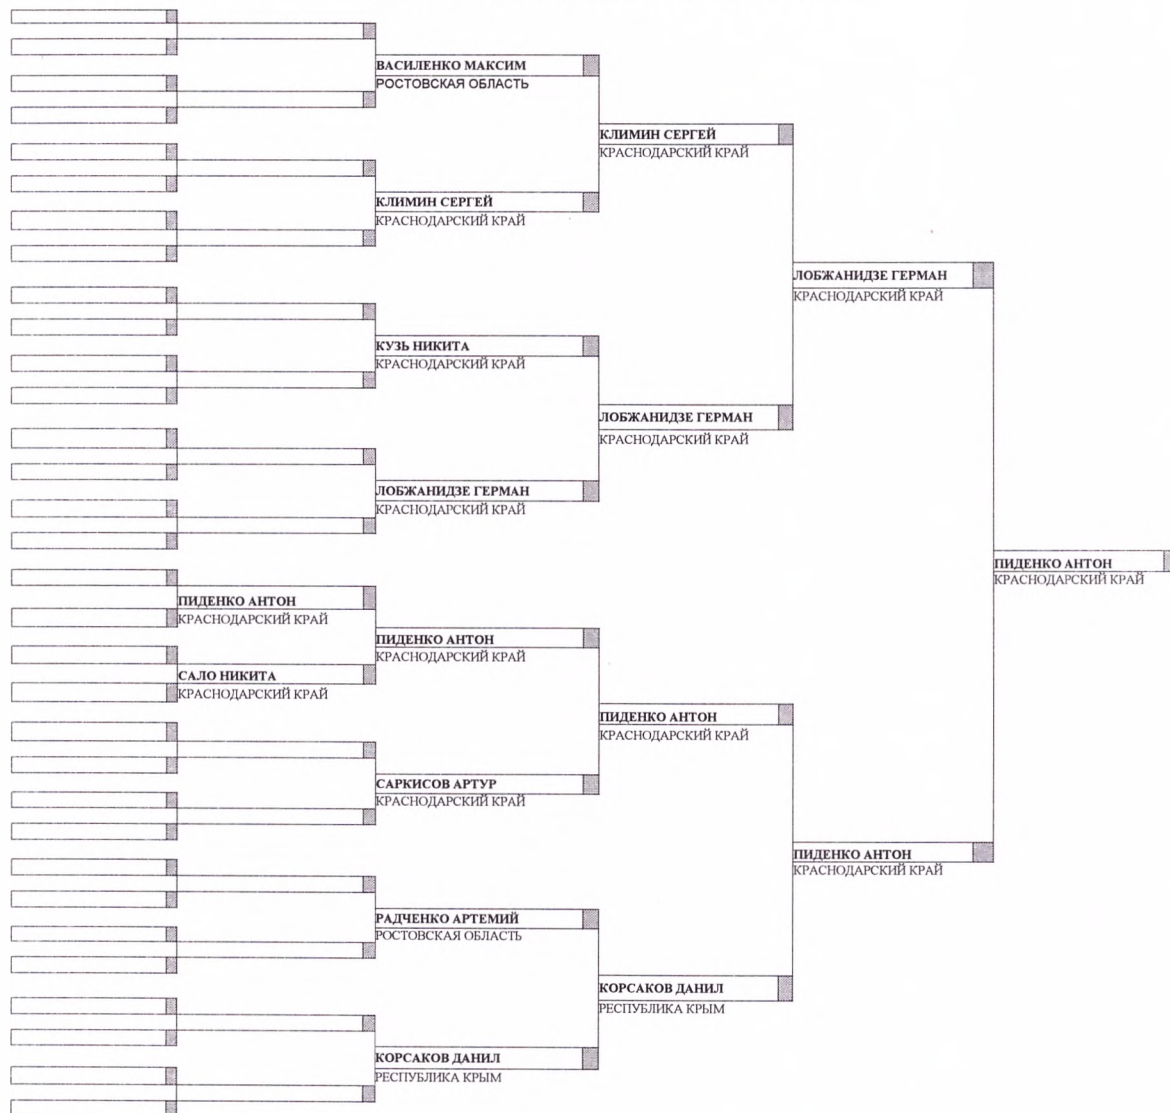 ВАСИЛЕНКО МАКСИМ
РОСТОВСКАЯ ОБЛАСТЬ
КЛИМИН СЕРГЕЙ
КРАСНОДАРСКИЙ КРАЙ
КЛИМИН СЕРГЕЙ
КРАСНОДАРСКИЙ КРАЙ
ЛОБЖАНИДЗЕ ГЕРМАН
КРАСНОДАРСКИЙ КРАЙ
КУЗЬ НИКИТА
КРАСНОДАРСКИЙ КРАЙ
ЛОБЖАНИДЗЕ ГЕРМАН
КРАСНОДАРСКИЙ КРАЙ
ЛОБЖАНИДЗЕ ГЕРМАН
КРАСНОДАРСКИЙ КРАЙ
ПИДЕНКО АНТОН
КРАСНОДАРСКИЙ КРАЙ
ПИДЕНКО АНТОН
КРАСНОДАРСКИЙ КРАЙ
ПИДЕНКО АНТОН
КРАСНОДАРСКИЙ КРАЙ
САЛО НИКИТА
КРАСНОДАРСКИЙ КРАЙ
ПИДЕНКО АНТОН
КРАСНОДАРСКИЙ КРАЙ
САРКИСОВ АРТУР
КРАСНОДАРСКИЙ КРАЙ
ПИДЕНКО АНТОН
КРАСНОДАРСКИЙ КРАЙ
РАДЧЕНКО АРТЕМИЙ
РОСТОВСКАЯ ОБЛАСТЬ
КОРСАКОВ ДАНИЛ
РЕСПУБЛИКА КРЫМ
КОРСАКОВ ДАНИЛ
РЕСПУБЛИКА КРЫМ